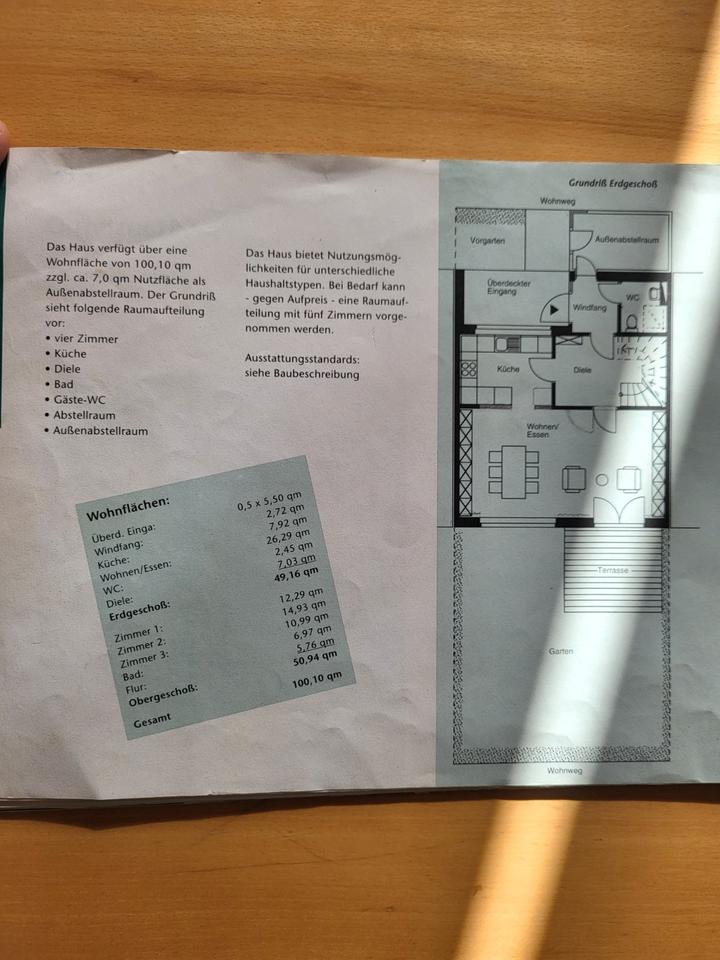 Das Haus verfügt über eine
Wohnfläche von 100,10 qm
zzgl. ca. 7,0 qm Nutzfläche als
Außenabstellraum. Der Grundriß
sieht folgende Raumaufteilung
vor:
• vier Zimmer
• Küche
• Diele
• Bad
• Gäste-WC
• Abstellraum
• Außenabstellraum
Das Haus bietet Nutzungsmög-
lichkeiten für unterschiedliche
Haushaltstypen. Bei Bedarf kann
- gegen Aufpreis - eine Raumauf-
teilung mit fünf Zimmern vorge-
nommen werden.
Ausstattungsstandards:
siehe Baubeschreibung
Wohnflächen:
Überd. Einga: 0,5 x 5,50 qm
Windfang: 2,72 qm
Küche: 7,92 qm
Wohnen/Essen: 26,29 qm
WC: 2,45 qm
Diele: 7,03 qm
Erdgeschoß: 49,16 qm
Zimmer 1: 12,29 qm
Zimmer 2: 14,93 qm
Zimmer 3: 10,99 qm
Bad: 6,97 qm
Flur: 5,76 qm
Obergeschoß: 50,94 qm
Gesamt 100,10 qm
Grundriß Erdgeschoß
Wohnweg
Vorgarten
Außenabstellraum
Überdeckter
Eingang
Windfang
WC
Küche
Diele
Wohnen/
Essen
Terrasse
Garten
Wohnweg